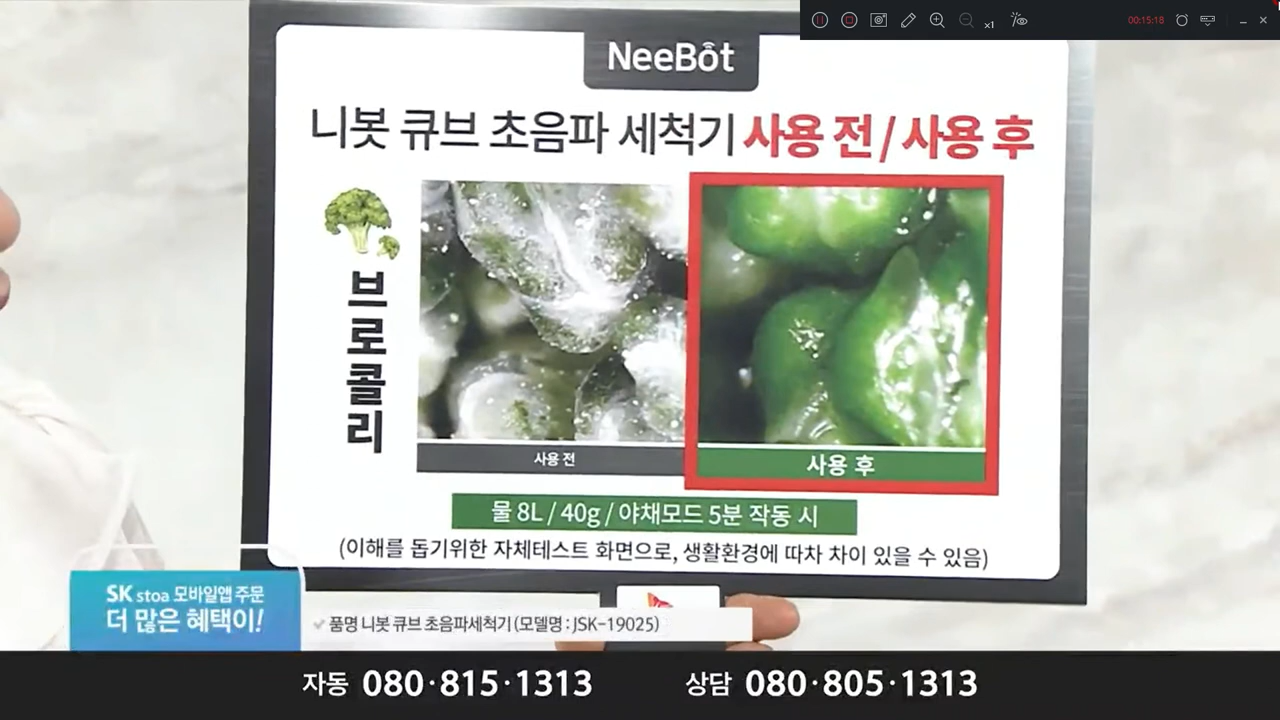 x1
00:15:18
NeeBot
니봇 큐브 초음파 세척기 사용 전 / 사용 후
브로콜리
사용 전
사용 후
물 8L / 40g / 야채모드 5분 작동 시
(이해를 돕기위한 자체테스트 화면으로, 생활환경에 따차 차이 있을 수 있음)
SK stoa 모바일앱 주문
더 많은 혜택이!
품명 니봇 큐브 초음파세척기 (모델명 : JSK-19025)
자동 080·815·1313 상담 080·805·1313